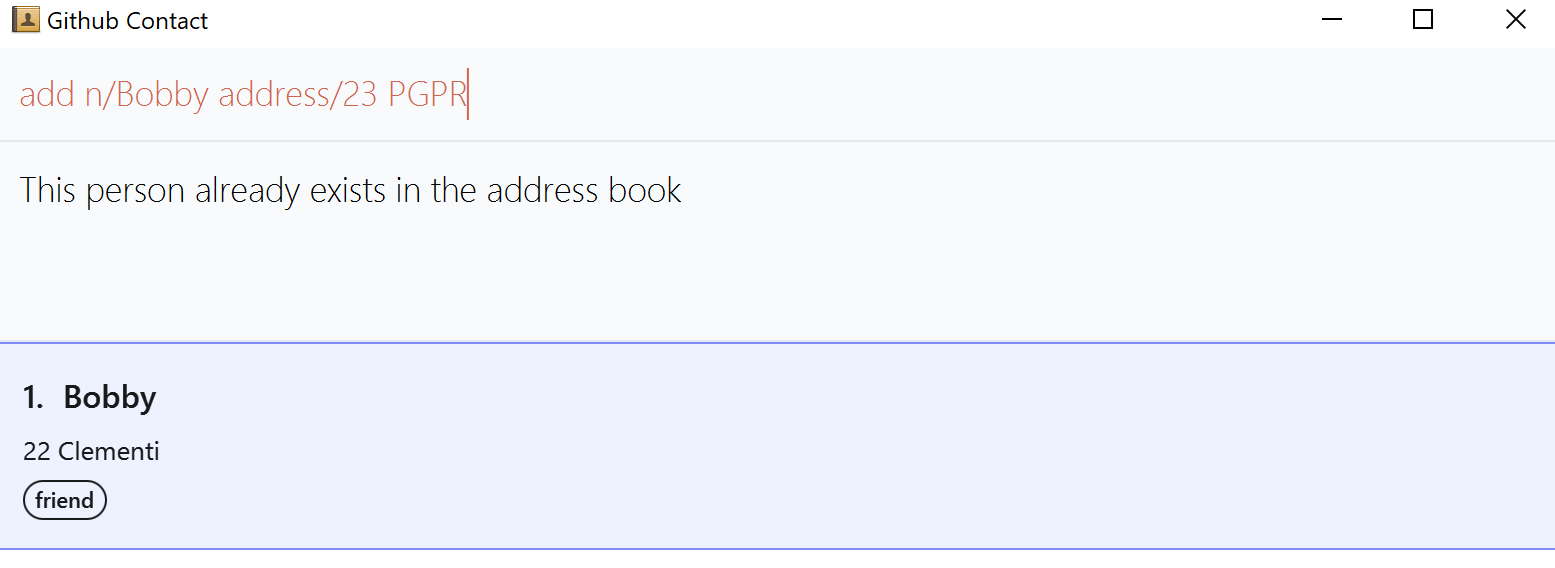 Github Contact
add n/Bobby address/23 PGPR
This person already exists in the address book
1. Bobby
22 Clementi
friend